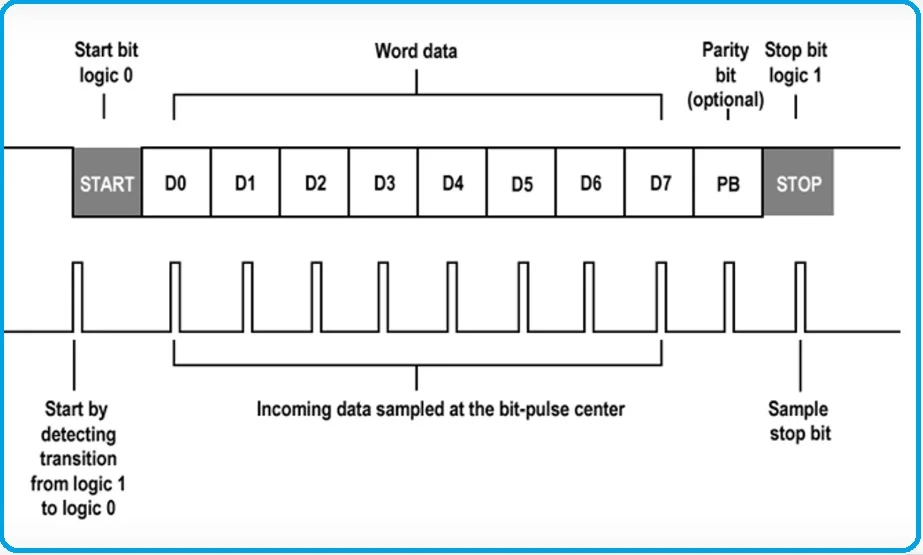 Start bit
logic 0
Word data
Parity
bit
(optional)
Stop bit
logic 1
START
D0
D1
D2
D3
D4
D5
D6
D7
PB
STOP
Start by
detecting
transition
from logic 1
to logic 0
Incoming data sampled at the bit-pulse center
Sample
stop bit